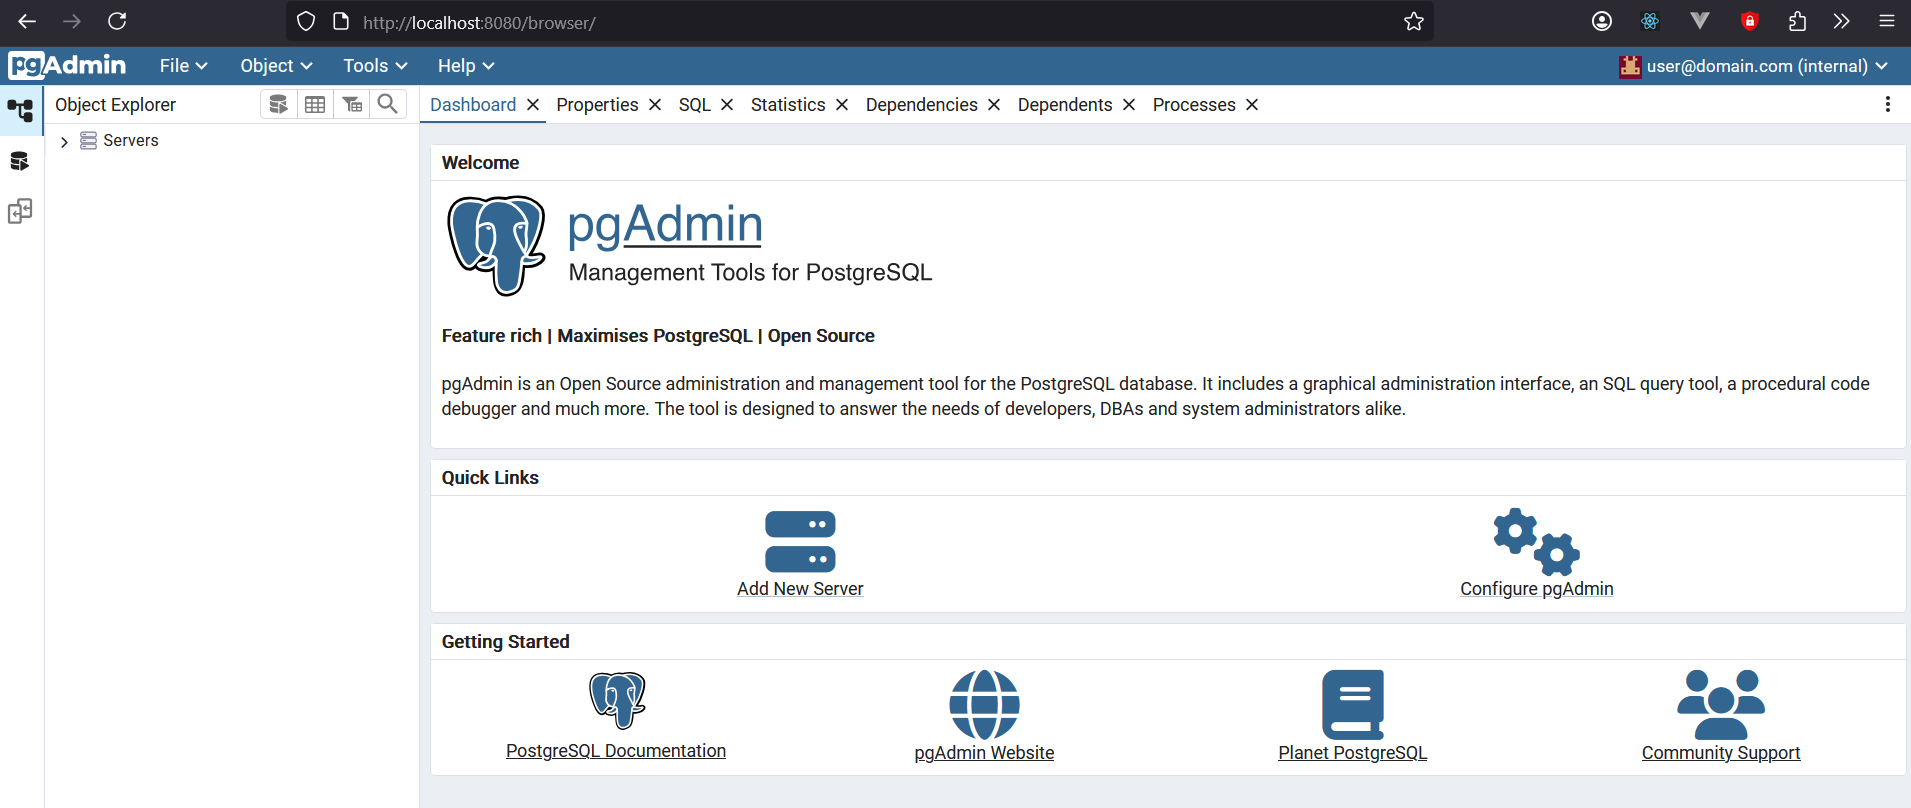 http://localhost:8080/browser/
pgAdmin File Object Tools Help user@domain.com (internal)
Object Explorer
Dashboard Properties SQL Statistics Dependencies Dependents Processes
Servers
Welcome
pgAdmin
Management Tools for PostgreSQL
Feature rich | Maximises PostgreSQL | Open Source
pgAdmin is an Open Source administration and management tool for the PostgreSQL database. It includes a graphical administration interface, an SQL query tool, a procedural code
debugger and much more. The tool is designed to answer the needs of developers, DBAs and system administrators alike.
Quick Links
Add New Server Configure pgAdmin
Getting Started
PostgreSQL Documentation pgAdmin Website Planet PostgreSQL Community Support